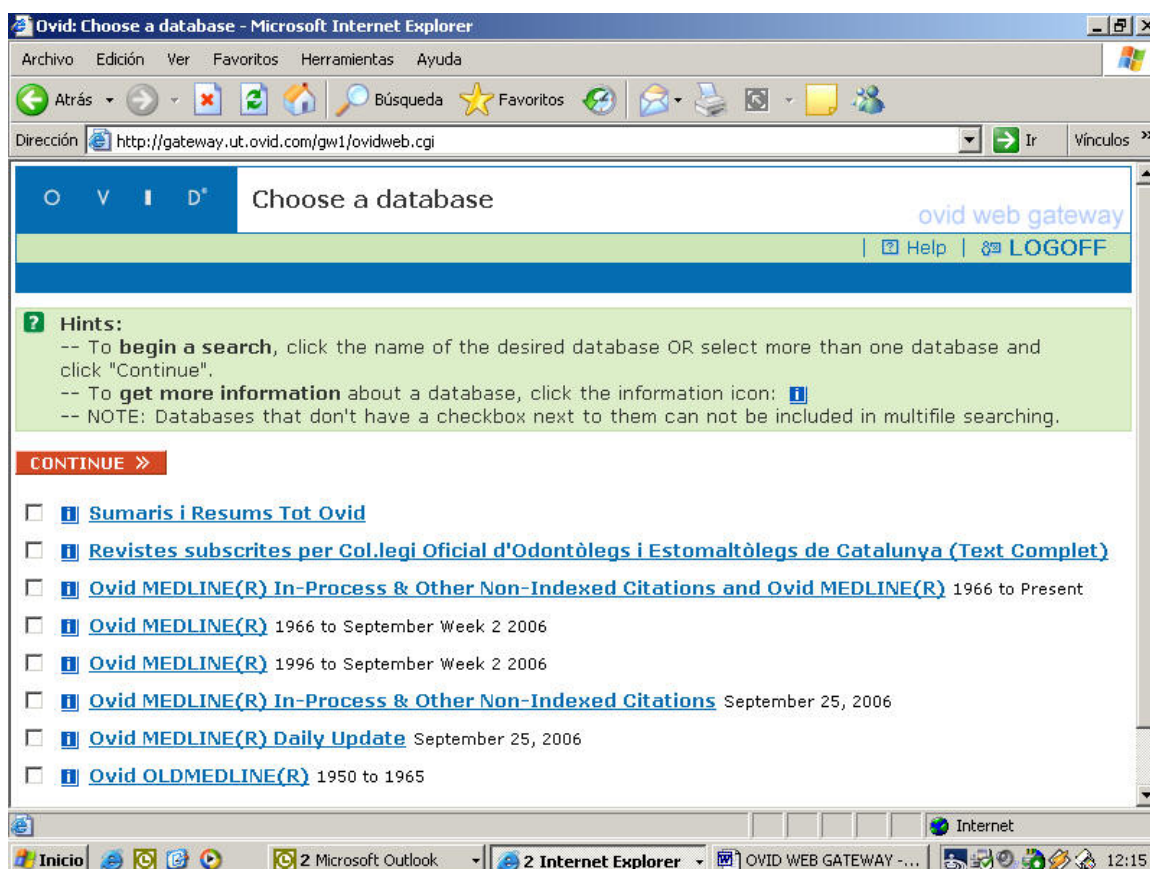 Ovid: Choose a database - Microsoft Internet Explorer
Archivo Edición Ver Favoritos Herramientas Ayuda
Atrás Búsqueda Favoritos
Dirección http://gateway.ut.ovid.com/gw1/ovidweb.cgi Ir Vínculos »
O V I D® Choose a database
ovid web gateway
| ? Help | LOGOFF
? Hints:
-- To begin a search, click the name of the desired database OR select more than one database and
click "Continue".
-- To get more information about a database, click the information icon: i
-- NOTE: Databases that don't have a checkbox next to them can not be included in multifile searching.
CONTINUE »
i Sumaris i Resums Tot Ovid
i Revistes subscrites per Col.legi Oficial d'Odontòlegs i Estomaltòlegs de Catalunya (Text Complet)
i Ovid MEDLINE(R) In-Process & Other Non-Indexed Citations and Ovid MEDLINE(R) 1966 to Present
i Ovid MEDLINE(R) 1966 to September Week 2 2006
i Ovid MEDLINE(R) 1996 to September Week 2 2006
i Ovid MEDLINE(R) In-Process & Other Non-Indexed Citations September 25, 2006
i Ovid MEDLINE(R) Daily Update September 25, 2006
i Ovid OLDMEDLINE(R) 1950 to 1965
Internet
Inicio 2 Microsoft Outlook 2 Internet Explorer OVID WEB GATEWAY -... 12:15